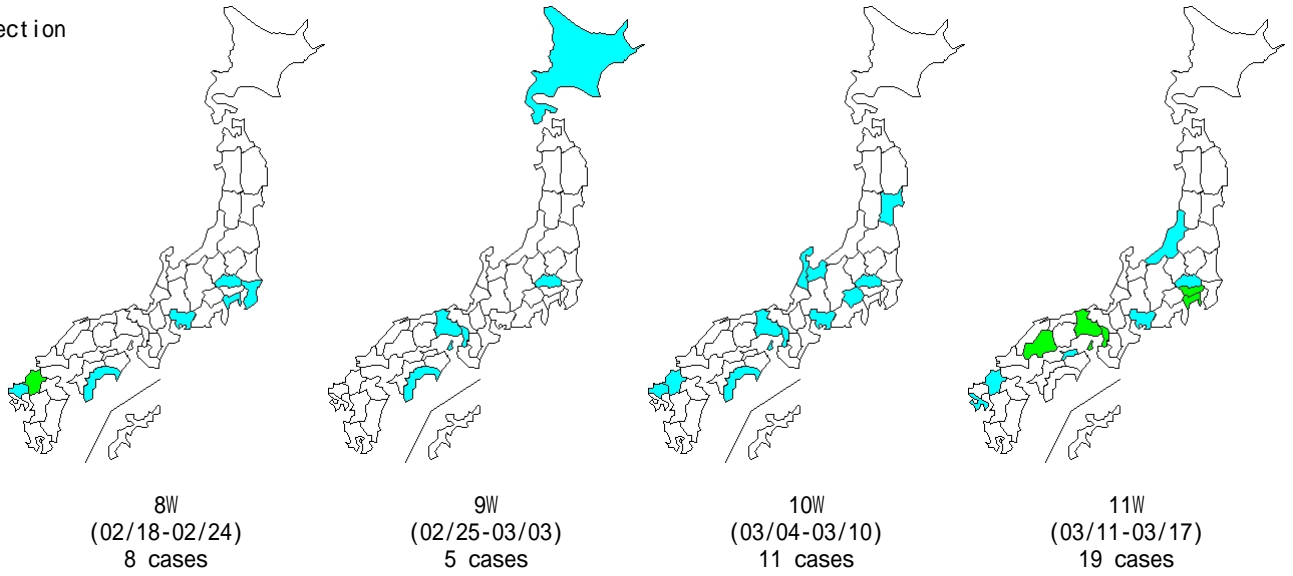 ection
8W
(02/18-02/24)
8 cases
9W
(02/25-03/03)
5 cases
10W
(03/04-03/10)
11 cases
11W
(03/11-03/17)
19 cases